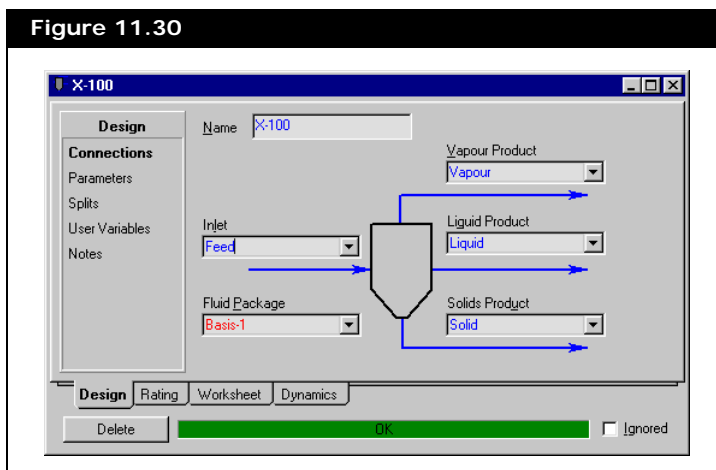 Figure 11.30
X-100
Design
Connections
Parameters
Splits
User Variables
Notes
Name X-100
Vapour Product
Vapour
Inlet
Feed
Liquid Product
Liquid
Fluid Package
Basis-1
Solids Product
Solid
Design Rating Worksheet Dynamics
Delete OK Ignored